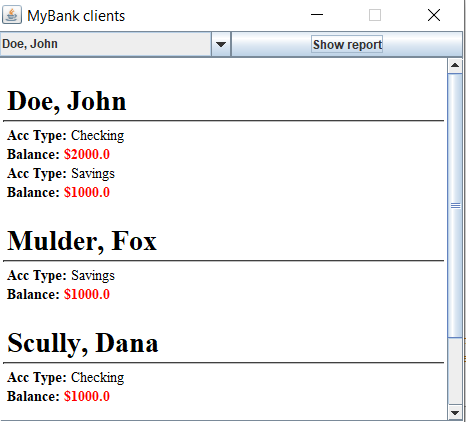 MyBank clients
Doe, John
Show report
Doe, John
Acc Type: Checking
Balance: $2000.0
Acc Type: Savings
Balance: $1000.0
Mulder, Fox
Acc Type: Savings
Balance: $1000.0
Scully, Dana
Acc Type: Checking
Balance: $1000.0